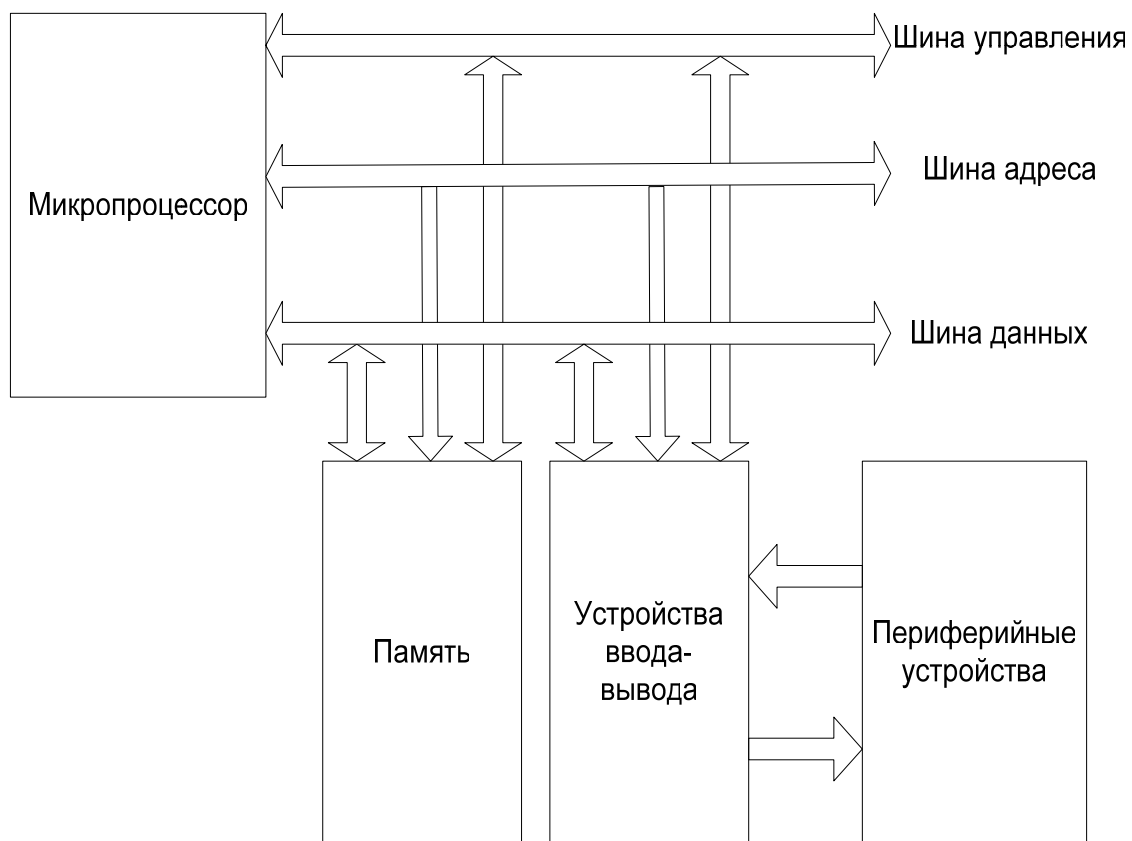 Шина управления
Шина адреса
Микропроцессор
Шина данных
Память
Устройства
ввода-
вывода
Периферийные
устройства